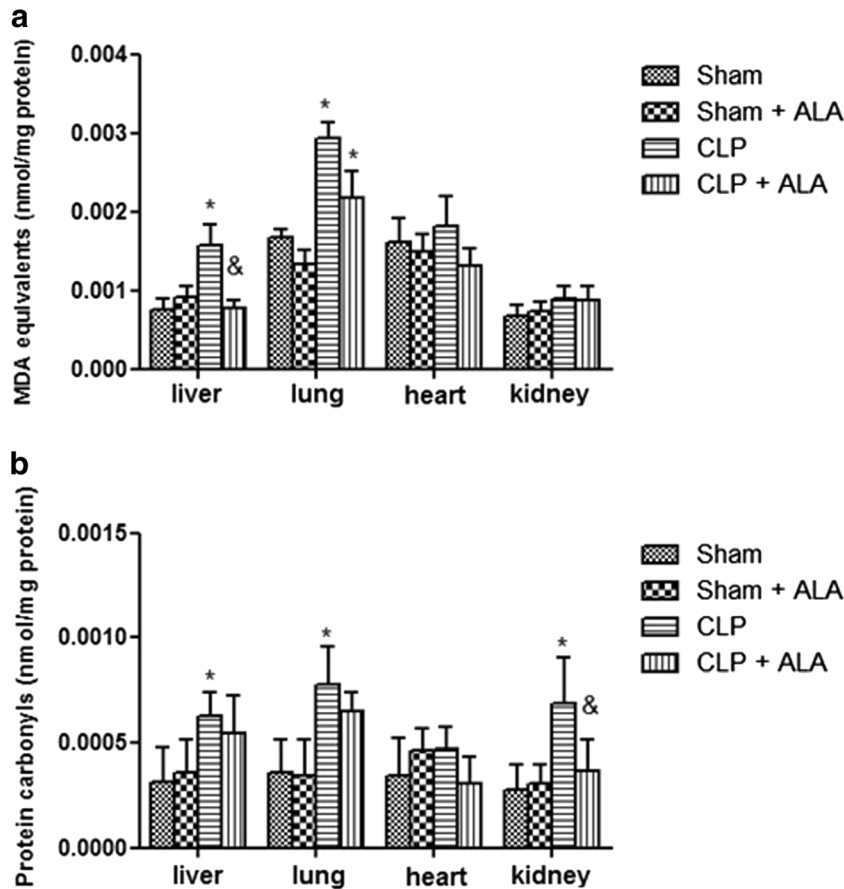 a
MDA equivalents (nmol/mg protein)
0.004
0.003
0.002
0.001
0.000
*
&
*
*
liver
lung
heart
kidney
Sham
Sham + ALA
CLP
CLP + ALA
b
Protein carbonyls (nmol/mg protein)
0.0015
0.0010
0.0005
0.0000
*
*
*
&
liver
lung
heart
kidney
Sham
Sham + ALA
CLP
CLP + ALA